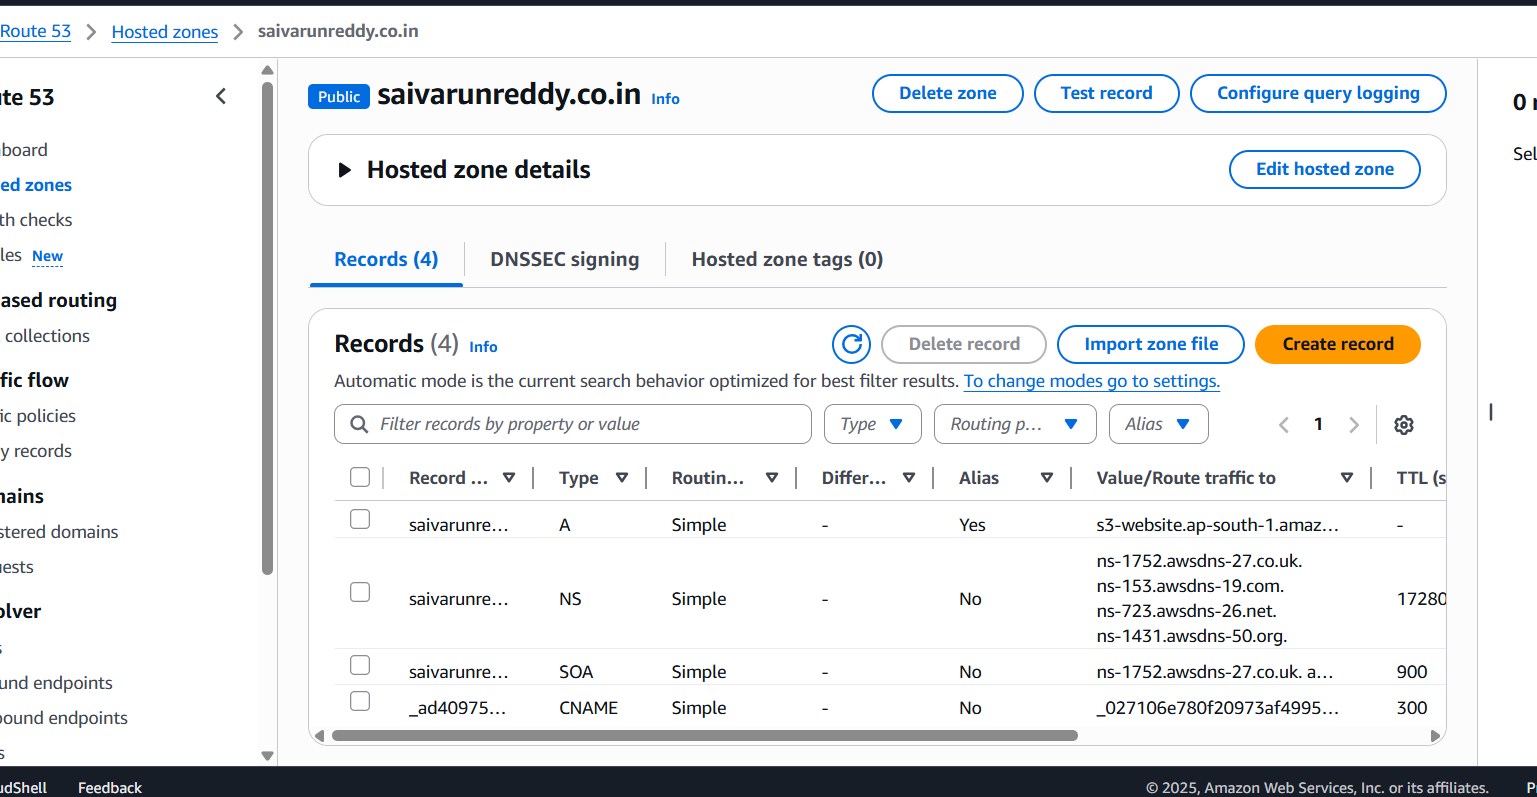 Route 53 > Hosted zones > saivarunreddy.co.in
te 53
board
ed zones
th checks
les New
ased routing
collections
fic flow
ic policies
y records
mains
stered domains
uests
olver
s
und endpoints
bound endpoints
s
Public saivarunreddy.co.in Info
Delete zone Test record Configure query logging
Hosted zone details Edit hosted zone
Records (4) DNSSEC signing Hosted zone tags (0)
Records (4) Info Delete record Import zone file Create record
Automatic mode is the current search behavior optimized for best filter results. To change modes go to settings.
Filter records by property or value Type Routing p... Alias 1
Record ... Type Routin... Differ... Alias Value/Route traffic to TTL (s
saivarunre... A Simple - Yes s3-website.ap-south-1.amaz... -
saivarunre... NS Simple - No ns-1752.awsdns-27.co.uk. 17280
ns-153.awsdns-19.com.
ns-723.awsdns-26.net.
ns-1431.awsdns-50.org.
saivarunre... SOA Simple - No ns-1752.awsdns-27.co.uk. a... 900
_ad40975... CNAME Simple - No _027106e780f20973af4995... 300
0
Sel
udShell Feedback © 2025, Amazon Web Services, Inc. or its affiliates. P